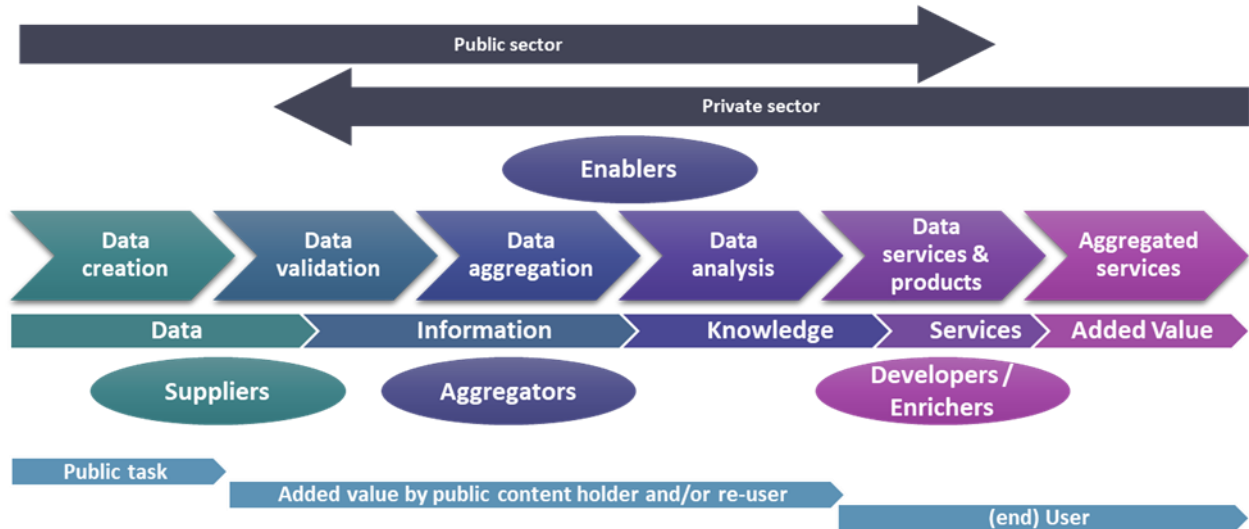 Public sector
Private sector
Enablers
Data
creation
Data
validation
Data
aggregation
Data
analysis
Data
services &
products
Aggregated
services
Data
Information
Knowledge
Services
Added Value
Suppliers
Aggregators
Developers /
Enrichers
Public task
Added value by public content holder and/or re-user
(end) User